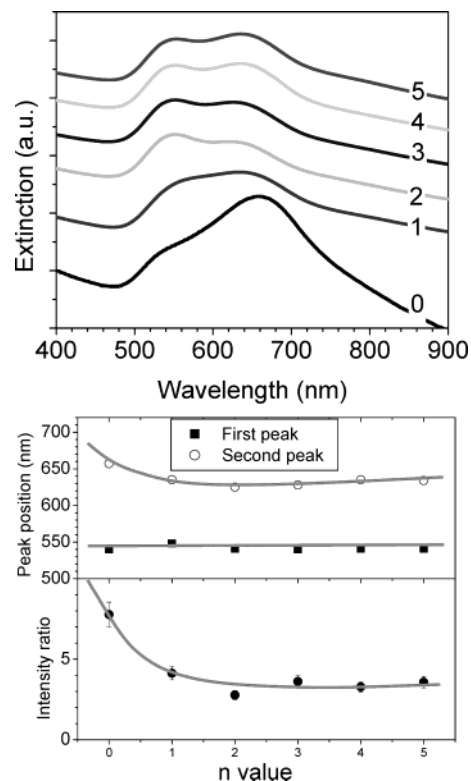 Extinction (a.u.)
5
4
3
2
1
0
400 500 600 700 800 900
Wavelength (nm)
Peak position (nm)
700
650
600
550
500
First peak
Second peak
Intensity ratio
5
0
0 1 2 3 4 5
n value